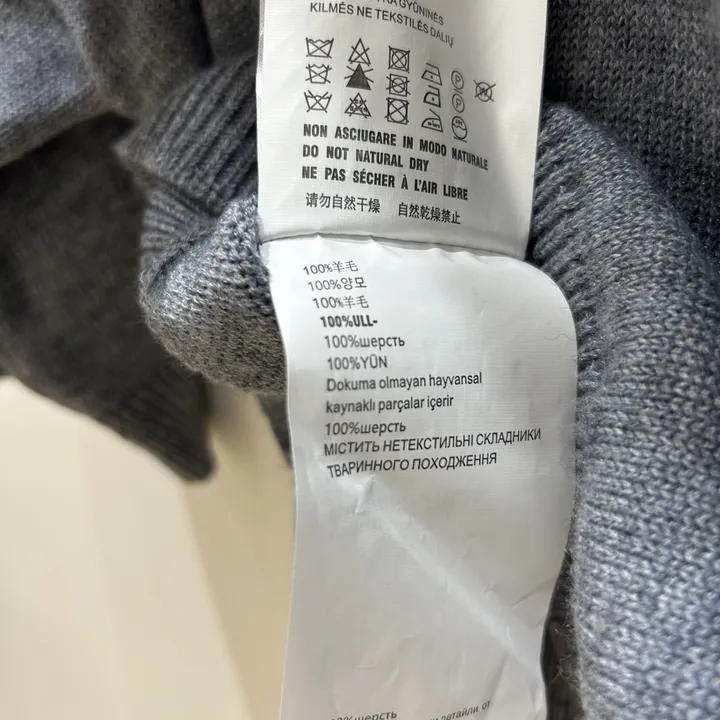 GYŪNINĖS
KILMĖS NE TEKSTILĖS DALIŲ
NON ASCIUGARE IN MODO NATURALE
DO NOT NATURAL DRY
NE PAS SÉCHER À L'AIR LIBRE
请勿自然干燥 自然乾燥禁止
100%羊毛
100%양모
100%羊毛
100%ULL-
100%шерсть
100%YÜN
Dokuma olmayan hayvansal
kaynaklı parçalar içerir
100%шерсть
МІСТИТЬ НЕТЕКСТИЛЬНІ СКЛАДНИКИ
ТВАРИННОГО ПОХОДЖЕННЯ
шерсть